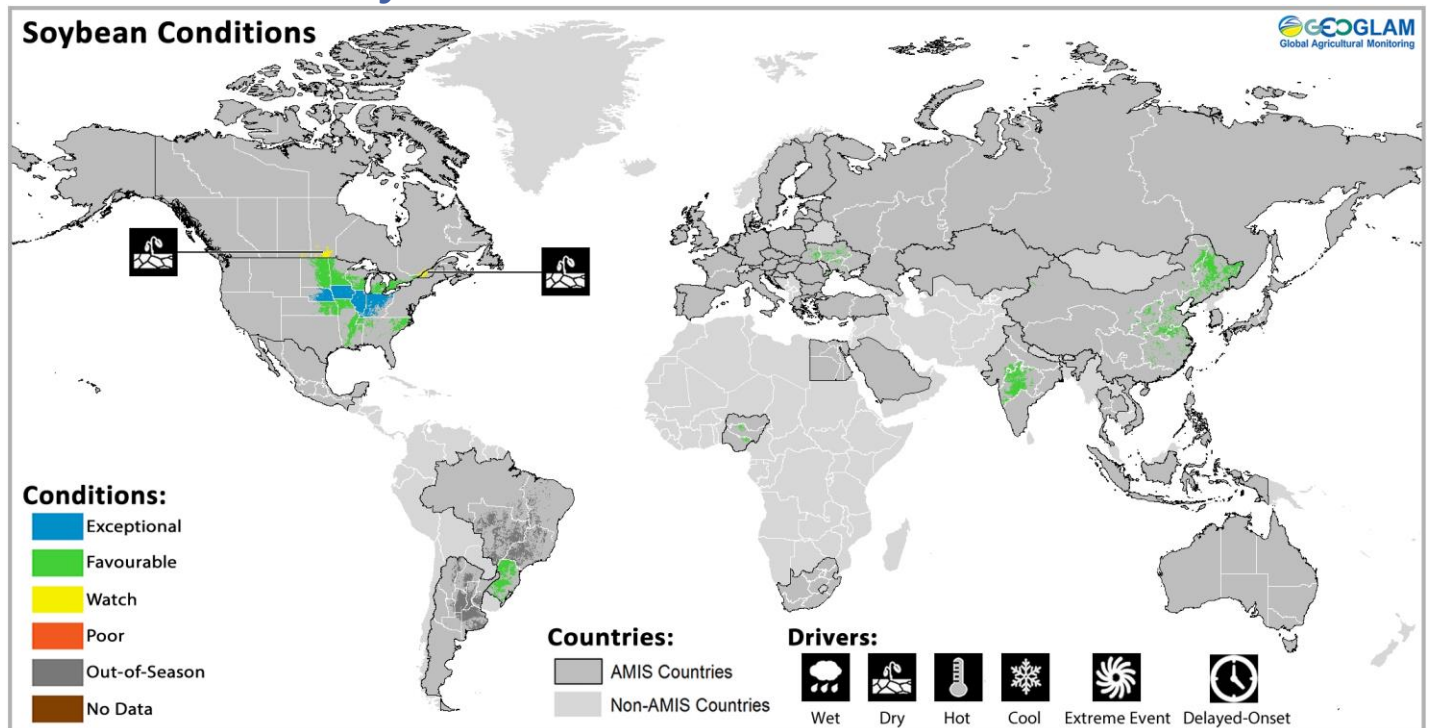 Soybean Conditions
GEOGLAM
Global Agricultural Monitoring
Conditions:
Exceptional
Favourable
Watch
Poor
Out-of-Season
No Data
Countries:
AMIS Countries
Non-AMIS Countries
Drivers:
Wet
Dry
Hot
Cool
Extreme Event
Delayed-Onset